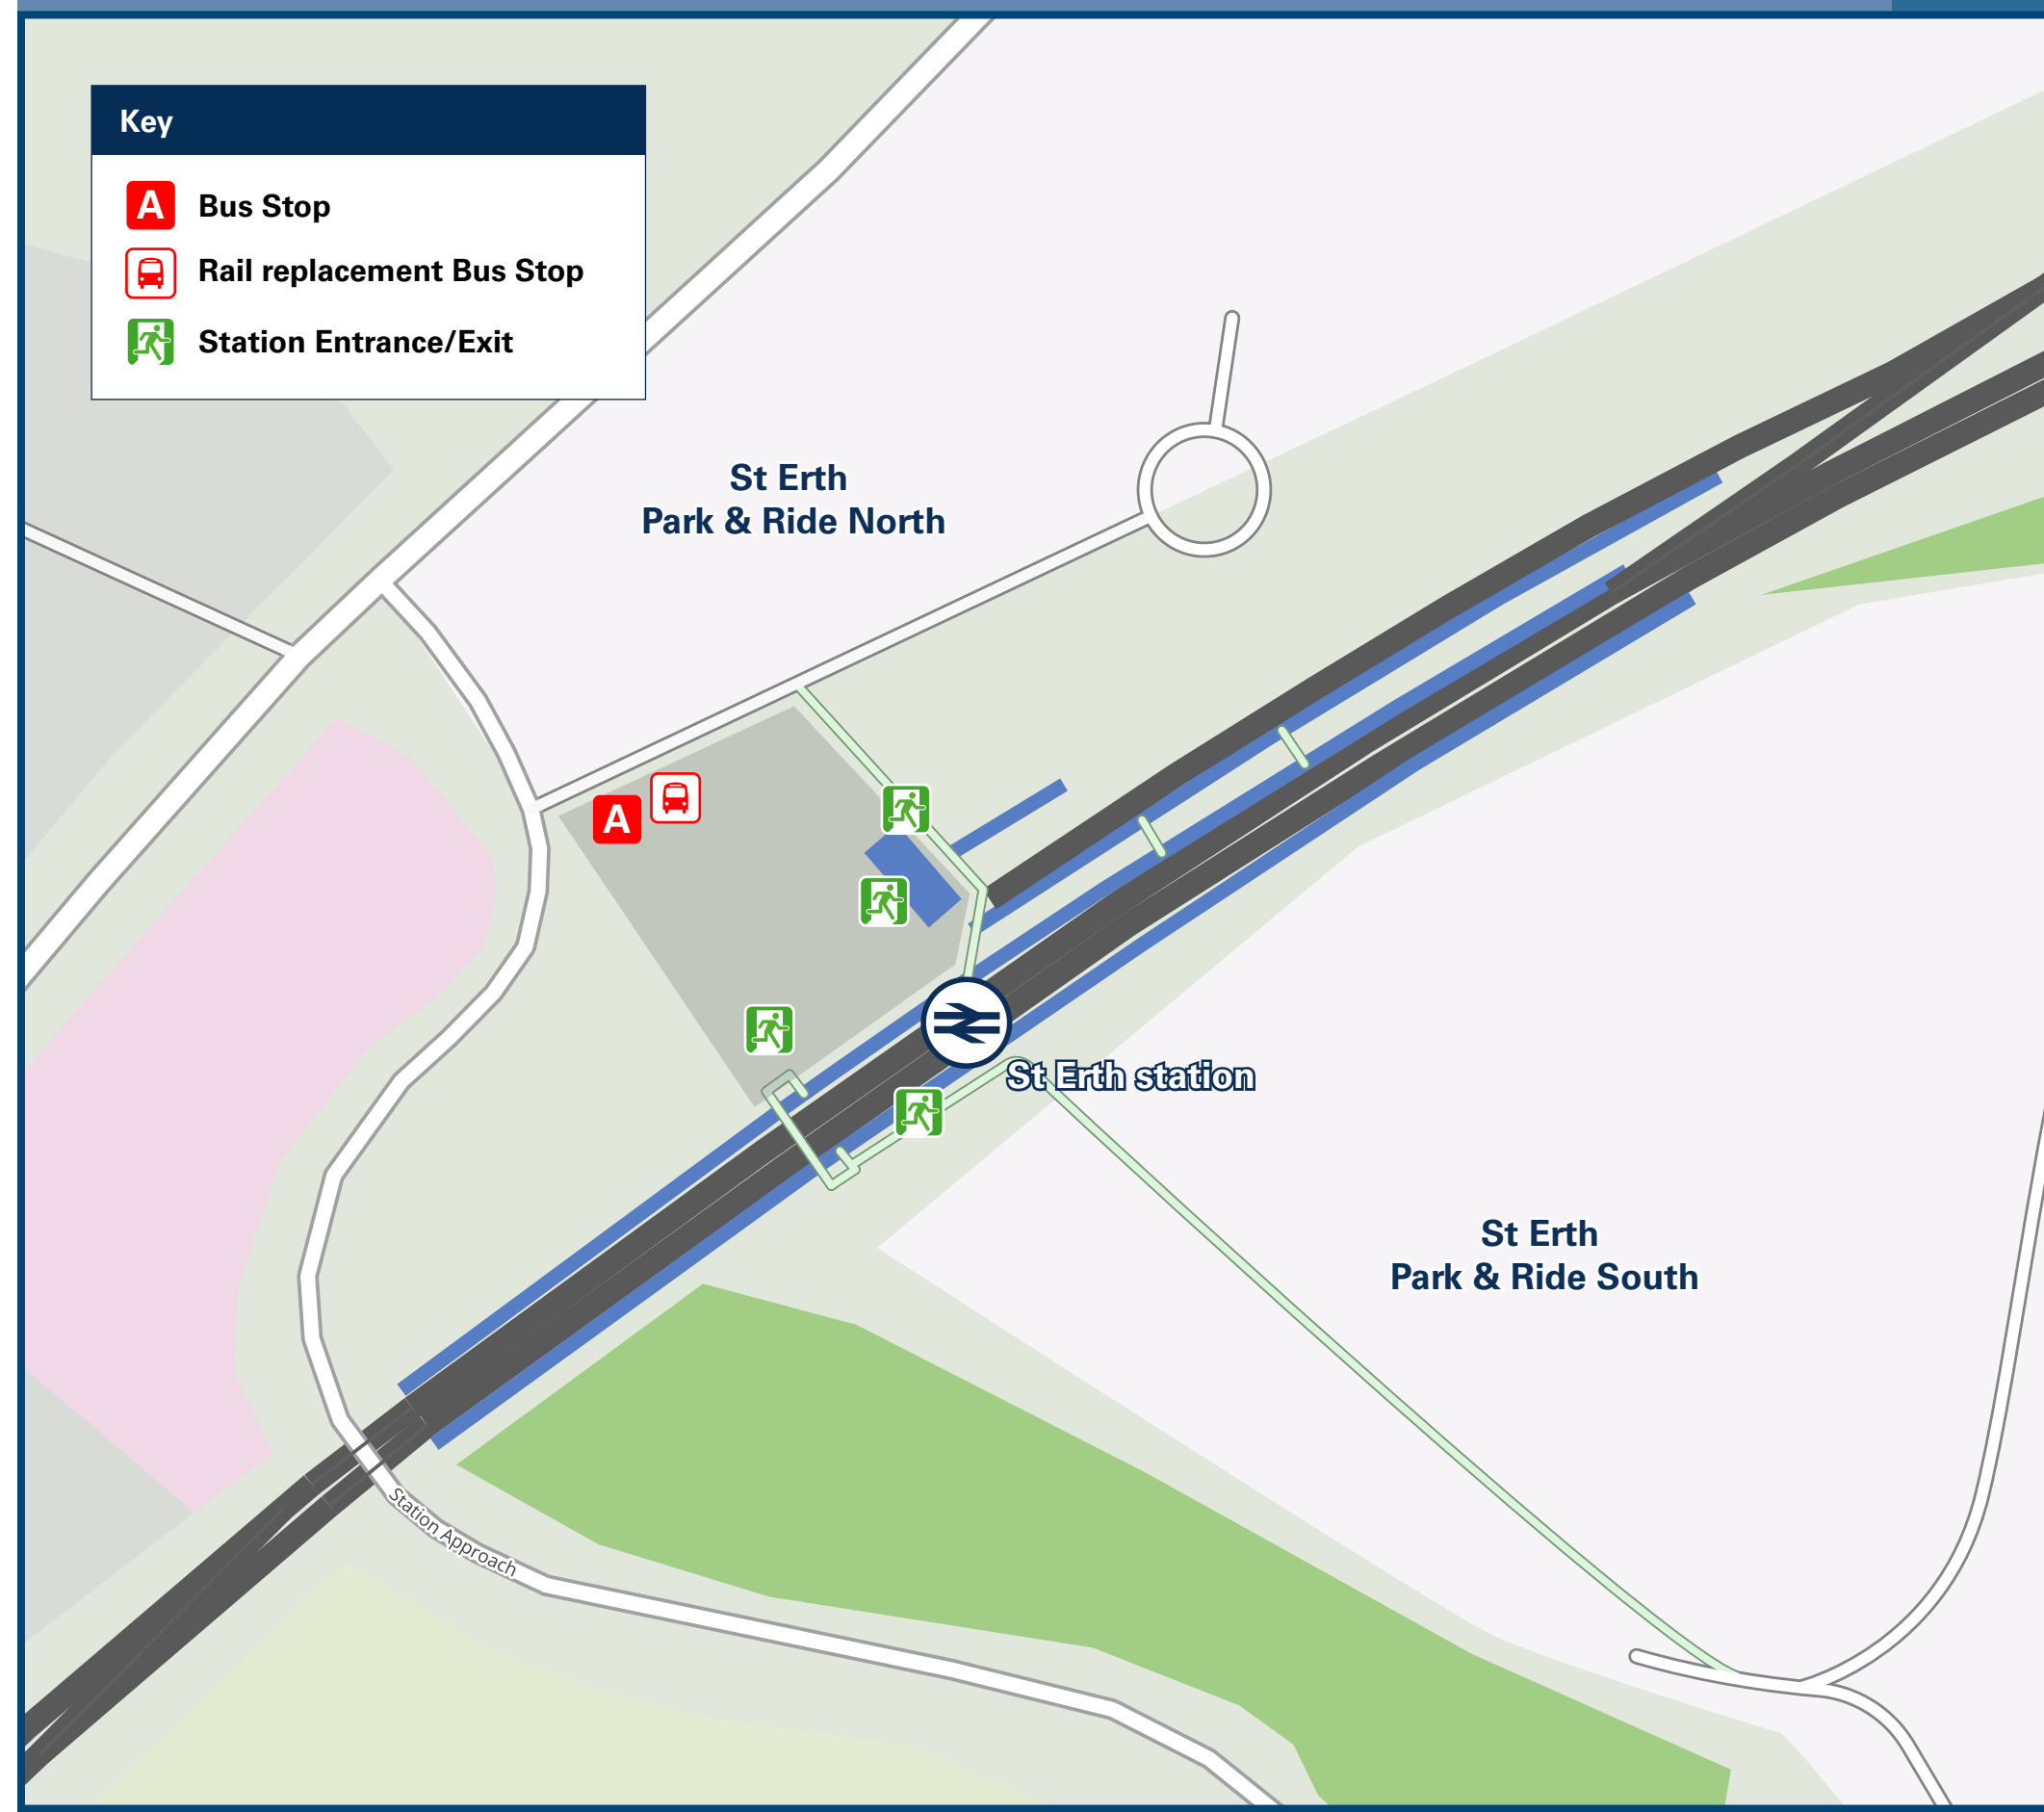 Key
A
Bus Stop
Rail replacement Bus Stop
Station Entrance/Exit
St Erth
Park & Ride North
A
St Erth station
St Erth
Park & Ride South
Station Approach